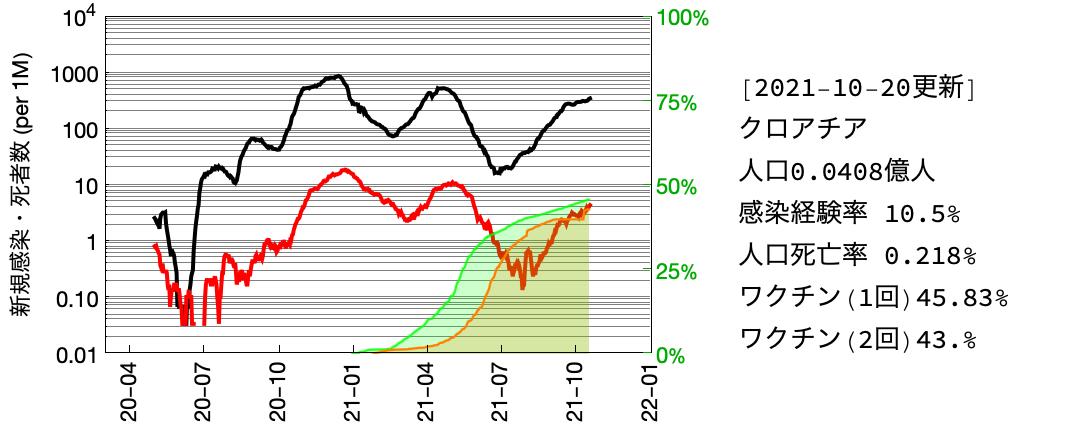 新規感染・死者数 (per 1M)
10⁴
1000
100
10
1
0.10
0.01
100%
75%
50%
25%
0%
20-04
20-07
20-10
21-01
21-04
21-07
21-10
22-01
[2021-10-20更新]
クロアチア
人口0.0408億人
感染経験率 10.5%
人口死亡率 0.218%
ワクチン(1回)45.83%
ワクチン(2回)43.%